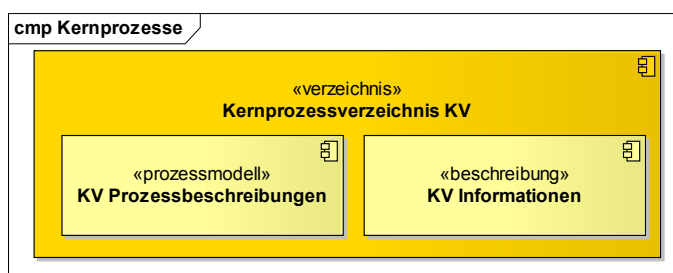 cmp Kernprozesse
«verzeichnis»
Kernprozessverzeichnis KV
«prozessmodell»
KV Prozessbeschreibungen
«beschreibung»
KV Informationen